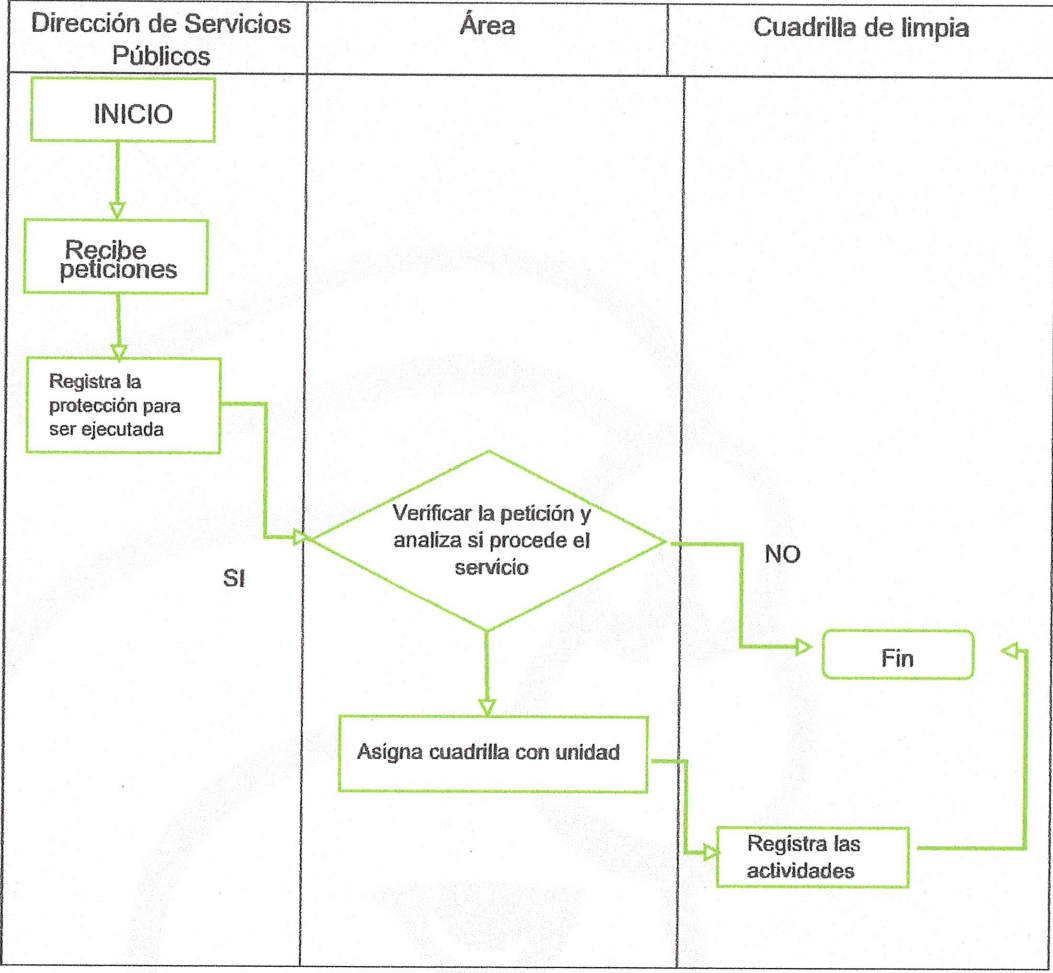 Dirección de Servicios
Públicos
Área
Cuadrilla de limpia
INICIO
Recibe
peticiones
Registra la
protección para
ser ejecutada
Verificar la petición y
analiza si procede el
servicio
SI
NO
Fin
Asigna cuadrilla con unidad
Registra las
actividades